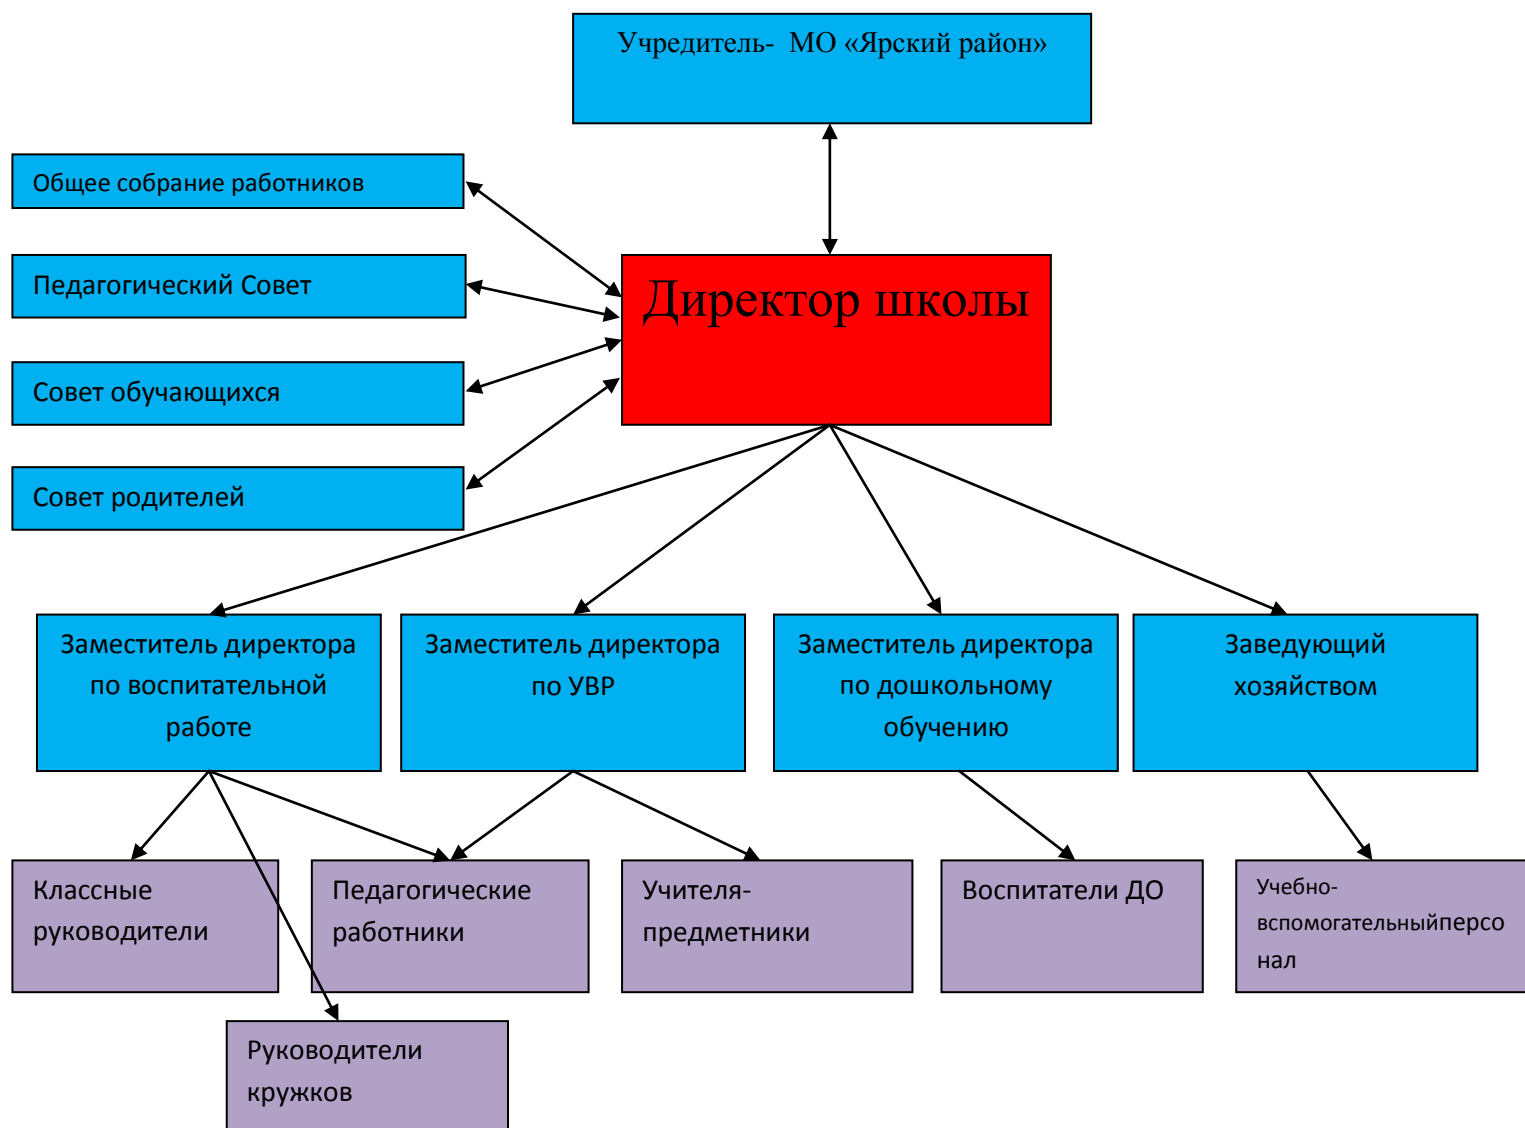 Учредитель-  МО «Ярский район»
Общее собрание работников
Педагогический Совет
Директор школы
Совет обучающихся
Совет родителей
Заместитель директора
по воспитательной
работе
Заместитель директора
по УВР
Заместитель директора
по дошкольному
обучению
Заведующий
хозяйством
Классные
руководители
Педагогические
работники
Учителя-
предметники
Воспитатели ДО
Учебно-
вспомогательныйперсо
нал
Руководители
кружков